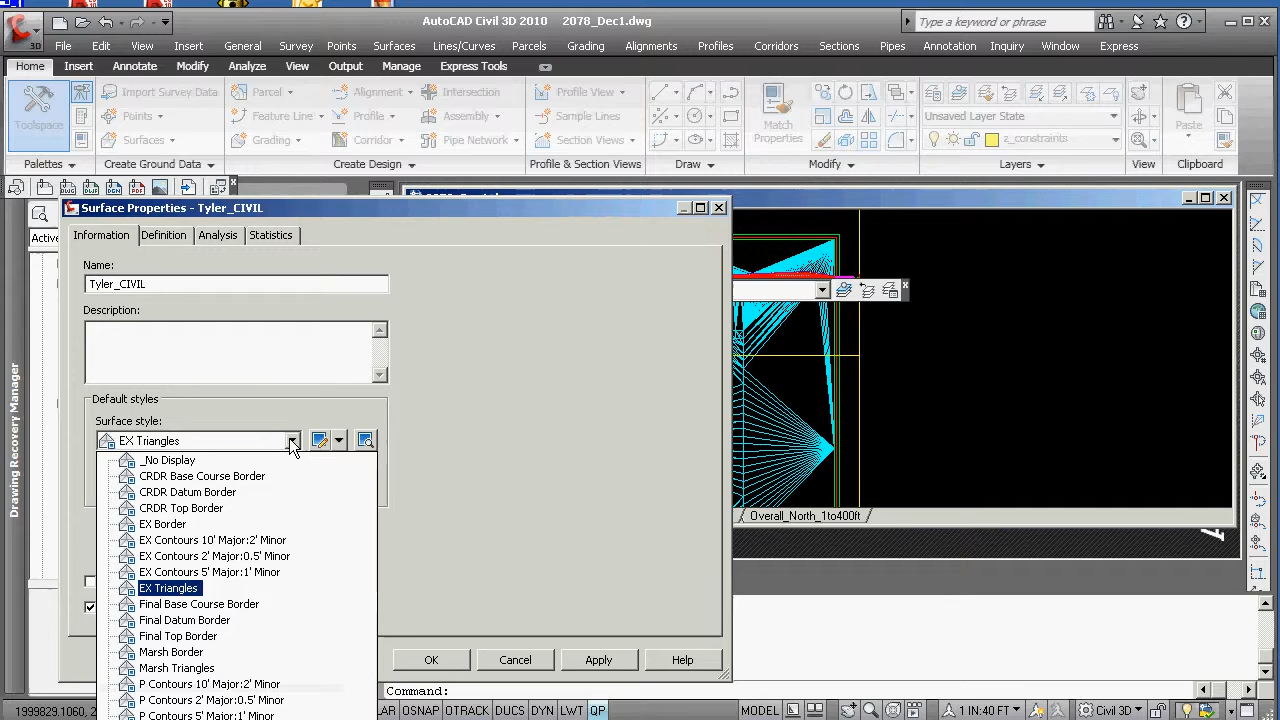 AutoCAD Civil 3D 2010 2078_Dec1.dwg
Type a keyword or phrase
3D
File Edit View Insert General Survey Points Surfaces Lines/Curves Parcels Grading Alignments Profiles Corridors Sections Pipes Annotation Inquiry Window Express
Home Insert Annotate Modify Analyze View Output Manage Express Tools
Import Survey Data Parcel Alignment Intersection Profile View Unsaved Layer State
Toolspace Points Feature Line Profile Assembly Sample Lines Match Properties Paste
Surfaces Grading Corridor Pipe Network Section Views z_constraints
Palettes Create Ground Data Create Design Profile & Section Views Draw Modify Layers View Clipboard
Surface Properties - Tyler_CIVIL
Active
Information Definition Analysis Statistics
Name:
Tyler_CIVIL
Description:
Default styles
Surface style:
EX Triangles
_No Display
CRDR Base Course Border
CRDR Datum Border
CRDR Top Border
EX Border
EX Contours 10' Major:2' Minor
EX Contours 2' Major:0.5' Minor
EX Contours 5' Major:1' Minor
EX Triangles
Final Base Course Border
Final Datum Border
Final Top Border
Marsh Border
Marsh Triangles
P Contours 10' Major:2' Minor
P Contours 2' Major:0.5' Minor
P Contours 5' Major:1' Minor
Drawing Recovery Manager
Overall_North_1to400ft
OK Cancel Apply Help
Command:
1999829.1060, OSNAP OTRACK DUCS DYN LWT QP MODEL 1 IN:40 Civil 3D